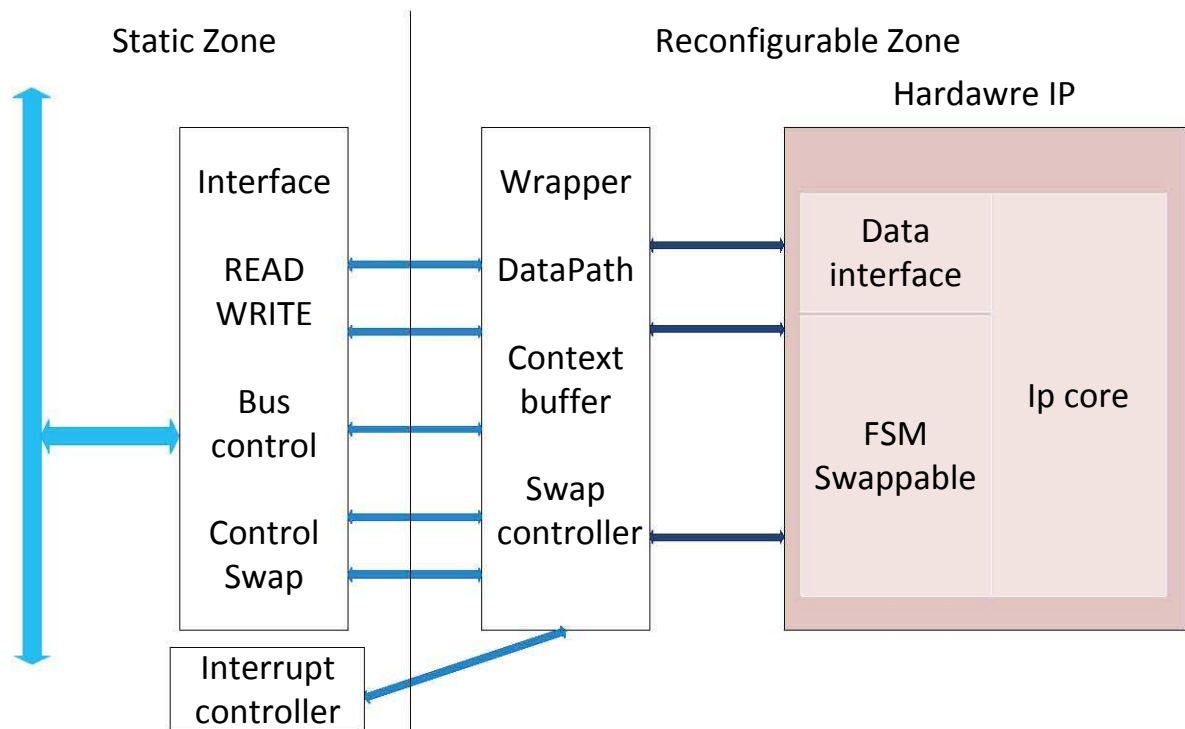 Static Zone
Reconfigurable Zone
Hardawre IP
Interface
READ
WRITE
Bus
control
Control
Swap
Interrupt
controller
Wrapper
DataPath
Context
buffer
Swap
controller
Data
interface
FSM
Swappable
Ip core